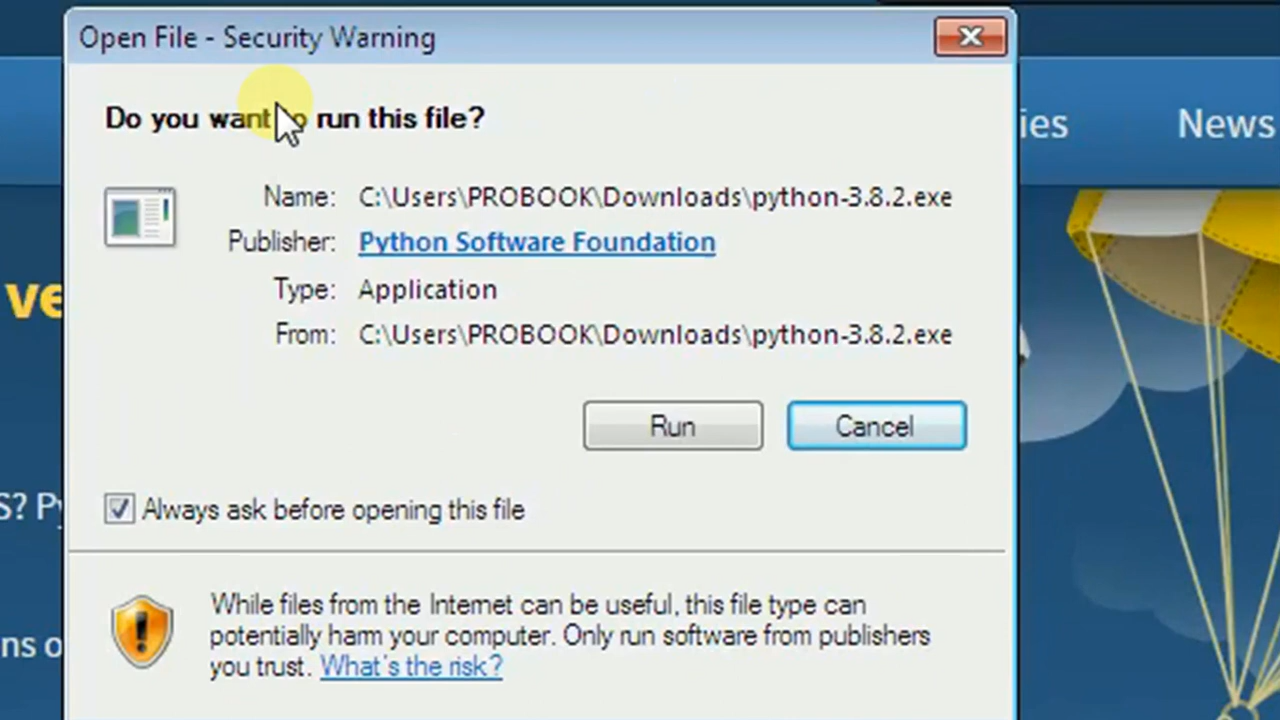 Open File - Security Warning
Do you want to run this file?
ies
News
Name: C:\Users\PROBOOK\Downloads\python-3.8.2.exe
Publisher: Python Software Foundation
Type: Application
ve
From: C:\Users\PROBOOK\Downloads\python-3.8.2.exe
Run
Cancel
S? Py
Always ask before opening this file
While files from the Internet can be useful, this file type can
potentially harm your computer. Only run software from publishers
ns o
you trust. What's the risk?